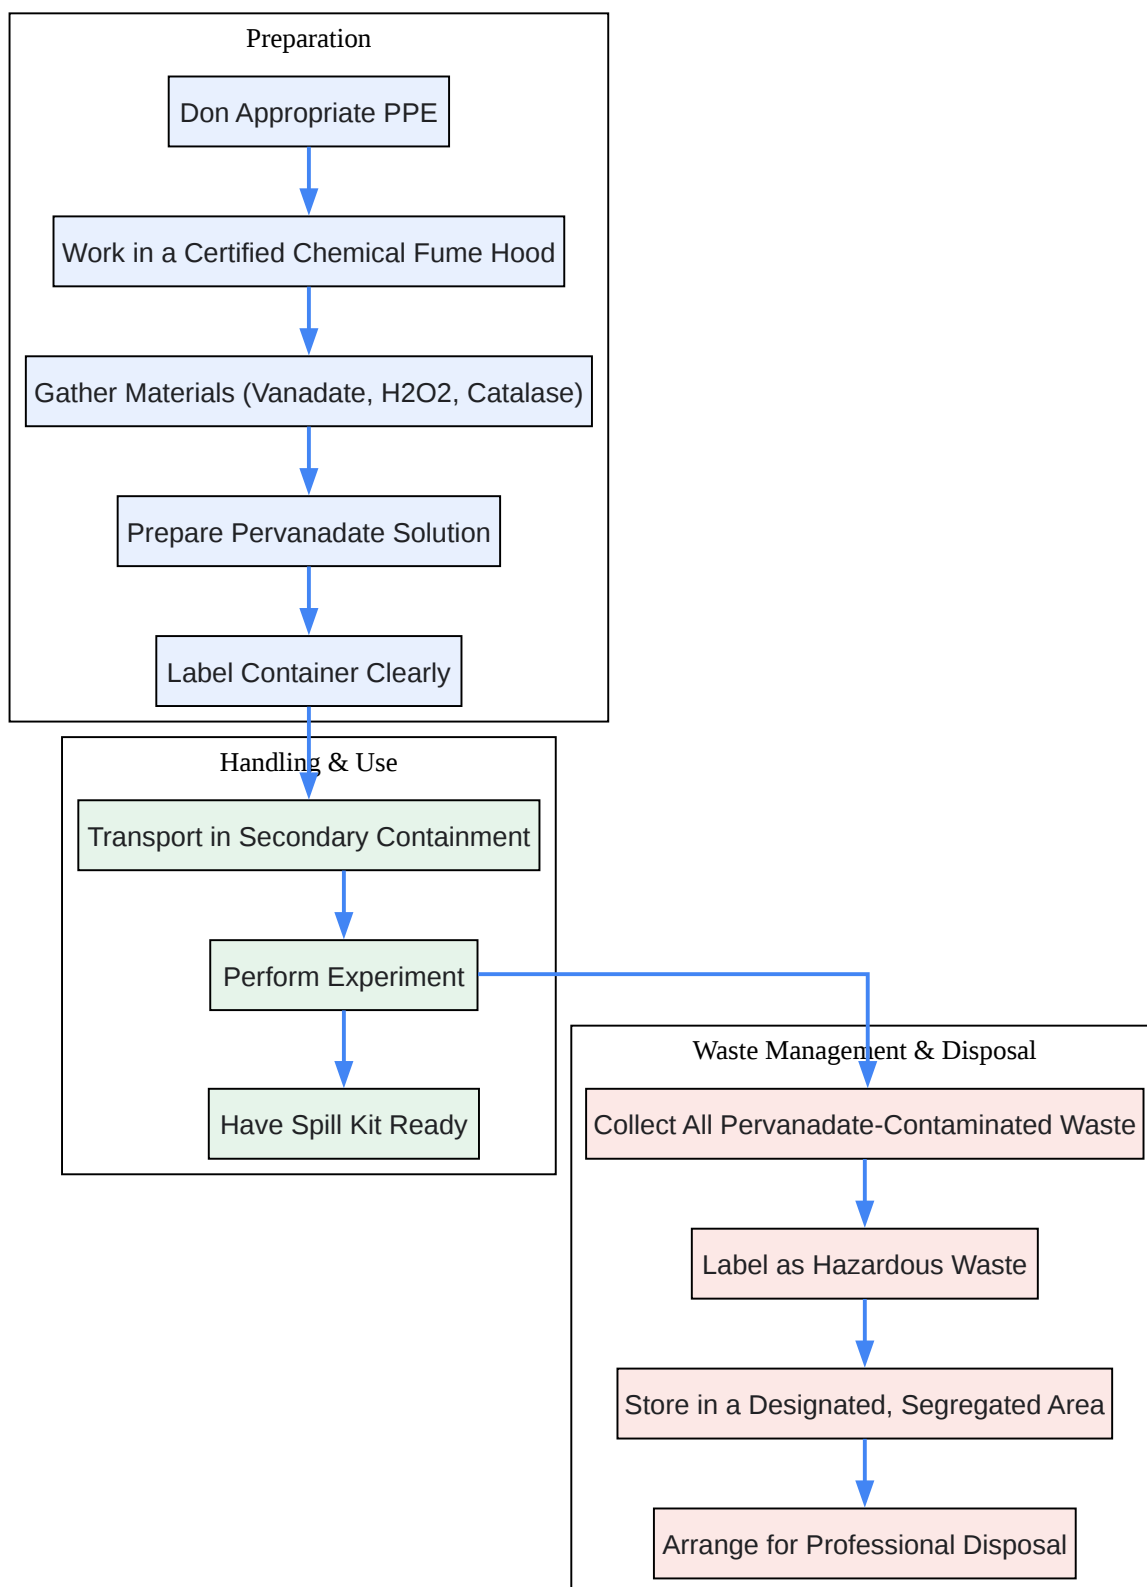 Preparation
Don Appropriate PPE
Work in a Certified Chemical Fume Hood
Gather Materials (Vanadate, H2O2, Catalase)
Prepare Pervanadate Solution
Label Container Clearly
Handling & Use
Transport in Secondary Containment
Perform Experiment
Have Spill Kit Ready
Waste Management & Disposal
Collect All Pervanadate-Contaminated Waste
Label as Hazardous Waste
Store in a Designated, Segregated Area
Arrange for Professional Disposal